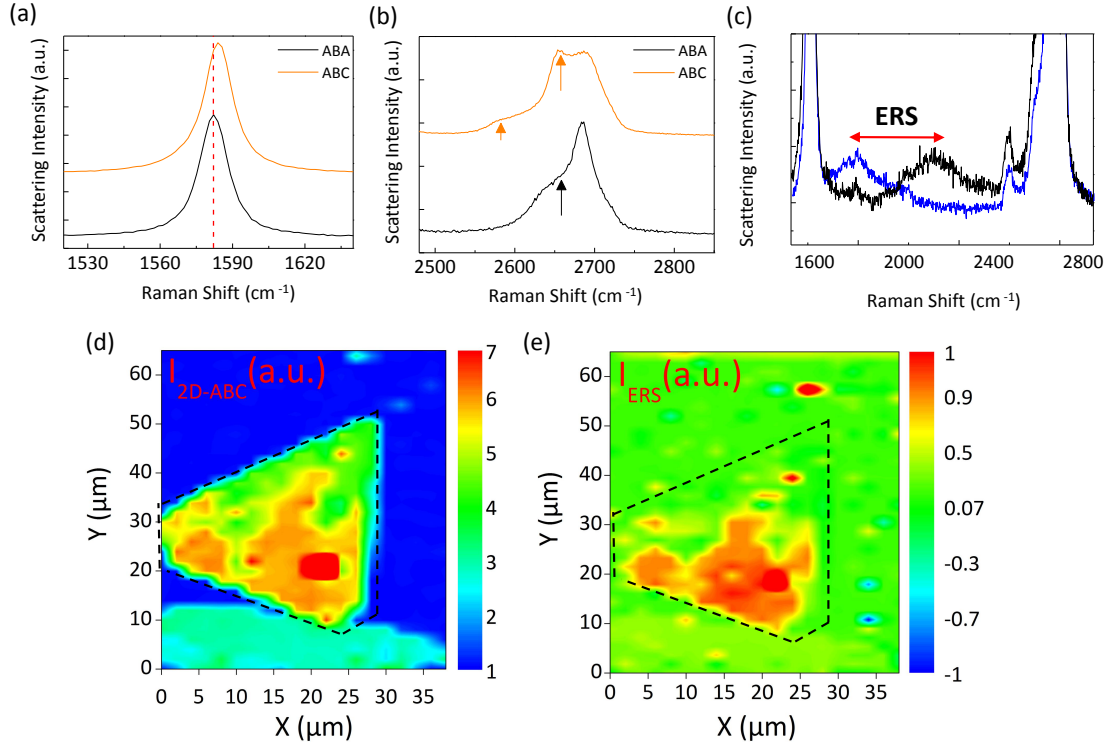 (a)
Scattering Intensity (a.u.)
ABA
ABC
1530 1560 1590 1620
Raman Shift (cm-1)
(b)
Scattering Intensity (a.u.)
ABA
ABC
2500 2600 2700 2800
Raman Shift (cm-1)
(c)
Scattering Intensity (a.u.)
ERS
1600 2000 2400 2800
Raman Shift (cm-1)
(d)
I2D-ABC(a.u.)
Y (µm)
60
50
40
30
20
10
0
0 5 10 15 20 25 30 35
X (µm)
7
6
5
4
3
2
1
(e)
IERS(a.u.)
Y (µm)
60
50
40
30
20
10
0
0 5 10 15 20 25 30 35
X (µm)
1
0.9
0.5
0.07
-0.3
-0.7
-1